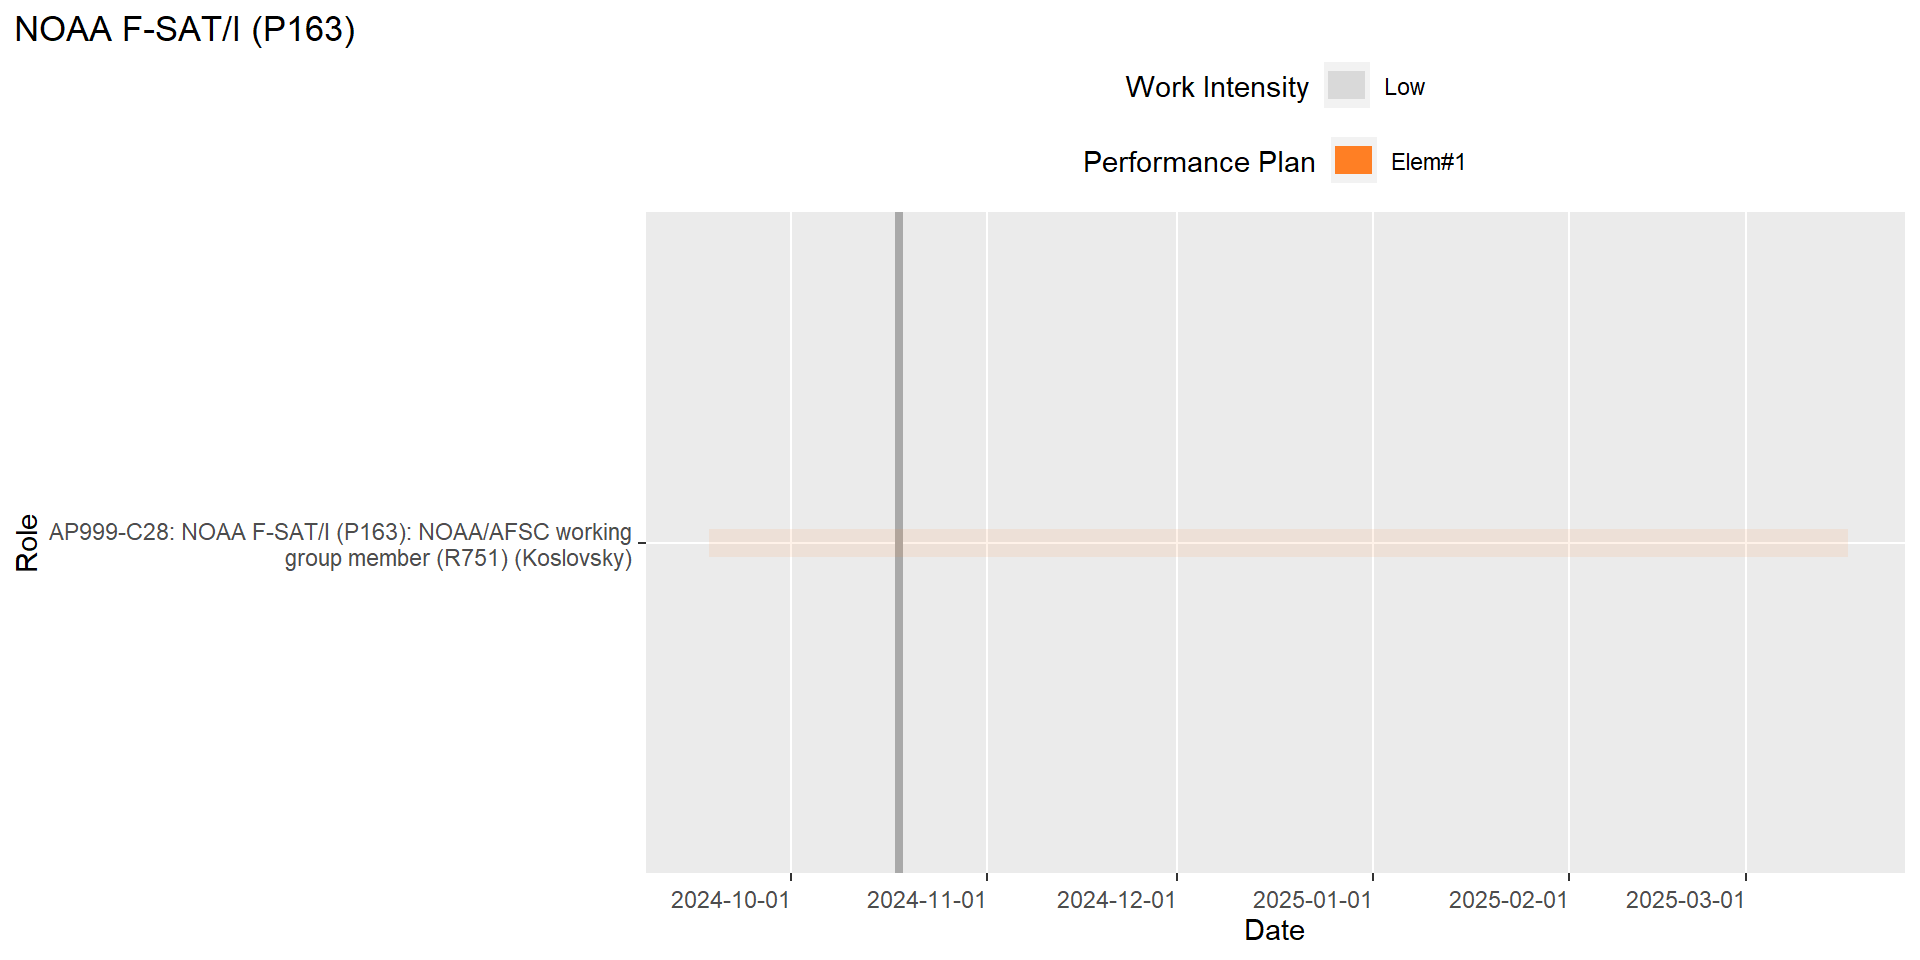 NOAA F-SAT/I (P163)
Work Intensity Low
Performance Plan Elem#1
Role
AP999-C28: NOAA F-SAT/I (P163): NOAA/AFSC working
group member (R751) (Koslovsky)
2024-10-01 2024-11-01 2024-12-01 2025-01-01 2025-02-01 2025-03-01
Date